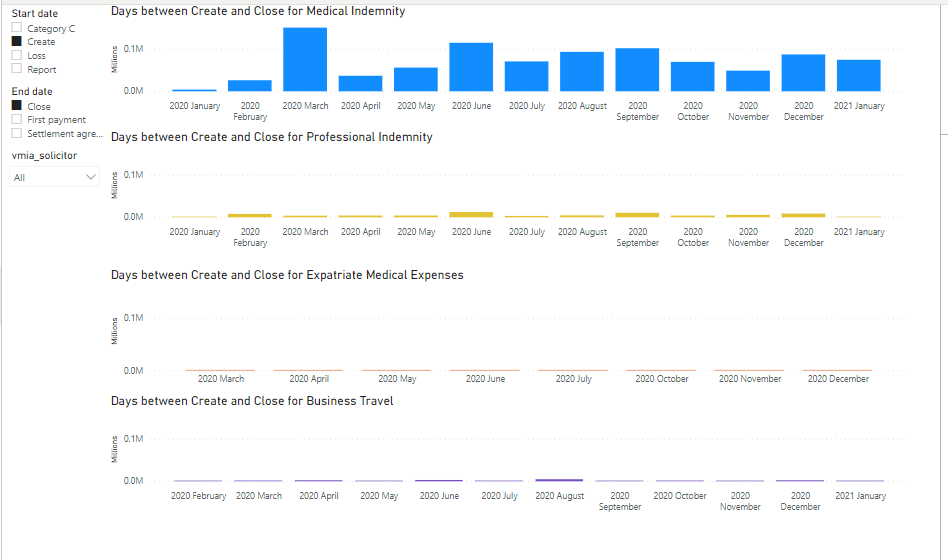 Start date
Category C
Create
Loss
Report
End date
Close
First payment
Settlement agre...
vmia_solicitor
All
Days between Create and Close for Medical Indemnity
Millions
0.1M
0.0M
2020 January
2020
February
2020 March
2020 April
2020 May
2020 June
2020 July
2020 August
2020
September
2020
October
2020
November
2020
December
2021 January
Days between Create and Close for Professional Indemnity
Millions
0.1M
0.0M
2020 January
2020
February
2020 March
2020 April
2020 May
2020 June
2020 July
2020 August
2020
September
2020
October
2020
November
2020
December
2021 January
Days between Create and Close for Expatriate Medical Expenses
Millions
0.1M
0.0M
2020 March
2020 April
2020 May
2020 June
2020 July
2020 October
2020 November
2020 December
Days between Create and Close for Business Travel
Millions
0.1M
0.0M
2020 February
2020 March
2020 April
2020 May
2020 June
2020 July
2020 August
2020
September
2020 October
2020
November
2020
December
2021 January